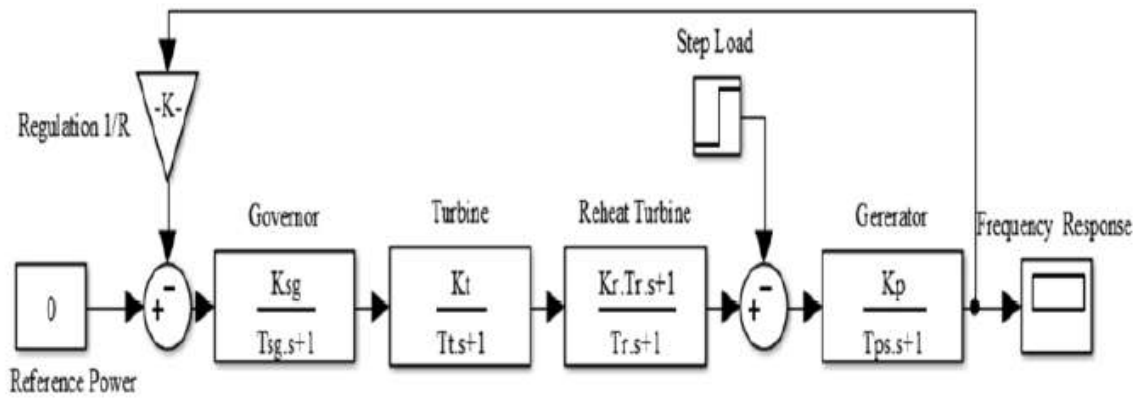 Step Load
-K-
Regulation 1/R
Governor
Turbine
Reheat Turbine
Gererator
Frequency Response
0
+
-
Ksg
Tsg.s+1
Kt
Tt.s+1
Kr.Tr.s+1
Tr.s+1
+
-
Kp
Tps.s+1
Reference Power